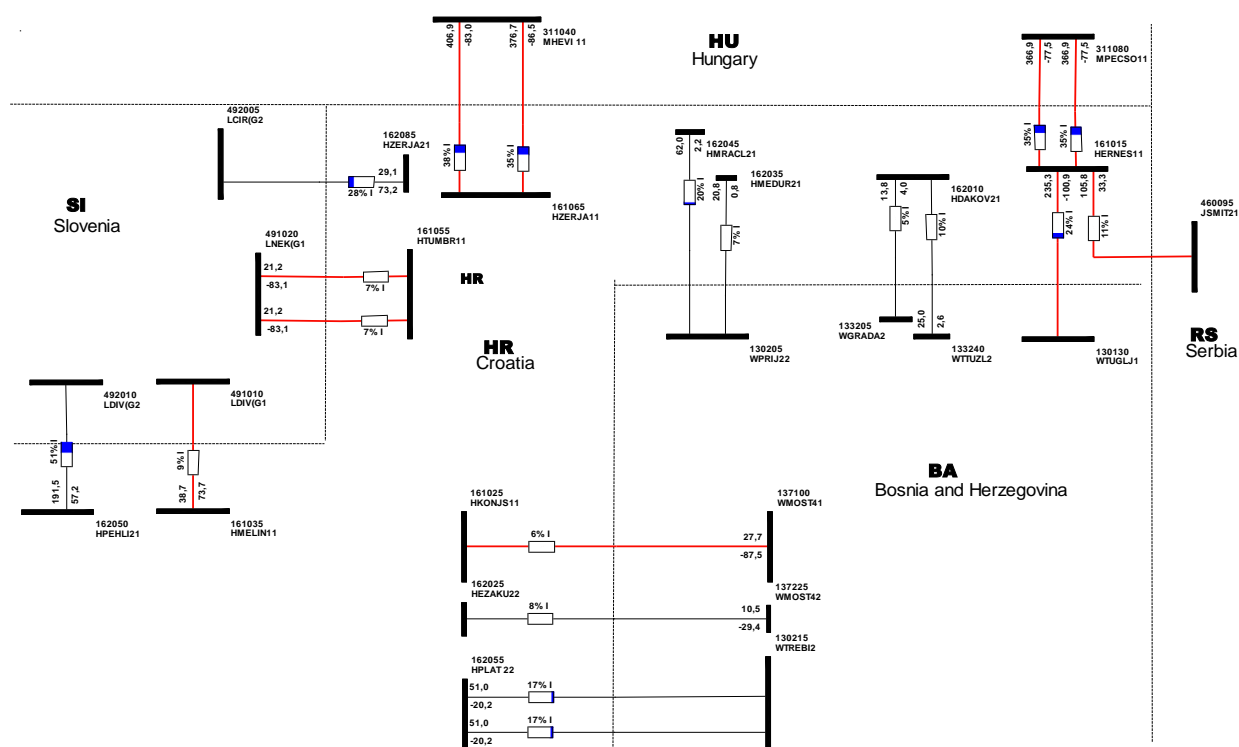 406,9
-83,0
376,7
-86,5
311040
MHEVI 11
HU
Hungary
366,9
-77,5
366,9
-77,5
311080
MPECSO11
492005
LCIR(G2
162085
HZERJA21
29,1
28% I
73,2
38% I
35% I
161065
HZERJA11
62,0
2,2
162045
HMRACL21
20% I
162035
HMEDUR21
20,8
0,8
7% I
13,8
4,0
162010
HDAKOV21
5% I
10% I
35% I
35% I
161015
HERNES11
235,3
-100,9
105,8
33,3
24% I
11% I
460095
JSMIT21
SI
Slovenia
491020
LNEK(G1
161055
HTUMBR11
21,2
-83,1
7% I
21,2
-83,1
7% I
HR
HR
Croatia
130205
WPRIJ22
133205
WGRADA2
25,0
2,6
133240
WTTUZL2
130130
WTUGLJ1
RS
Serbia
492010
LDIV(G2
491010
LDIV(G1
51% I
191,5
57,2
9% I
38,7
73,7
162050
HPEHLI21
161035
HMELIN11
BA
Bosnia and Herzegovina
161025
HKONJS11
137100
WMOST41
6% I
27,7
-87,5
162025
HEZAKU22
137225
WMOST42
8% I
10,5
-29,4
162055
HPLAT 22
130215
WTREBI2
51,0
17% I
-20,2
51,0
17% I
-20,2